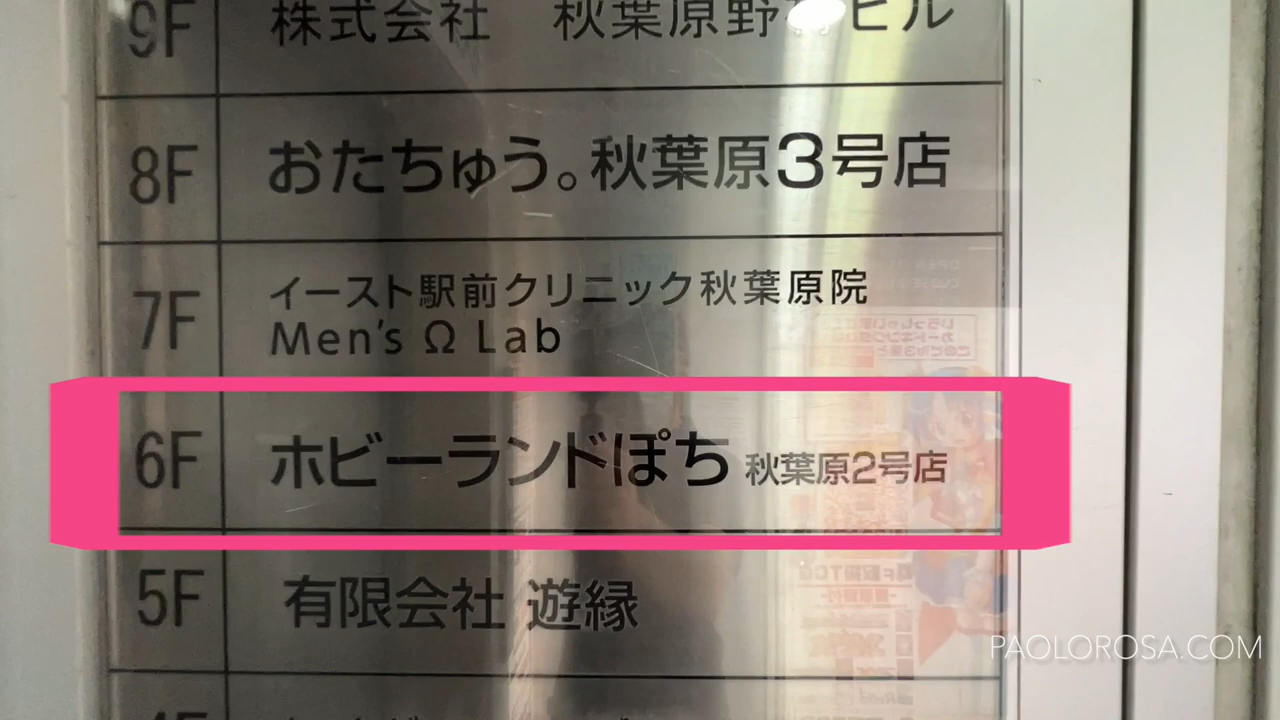 9F 株式会社 秋葉原野村ビル
8F おたちゅう。秋葉原3号店
7F イースト駅前クリニック秋葉原院
Men's Ω Lab
6F ホビーランドぽち 秋葉原2号店
5F 有限会社 遊縁
PAOLOROSA.COM